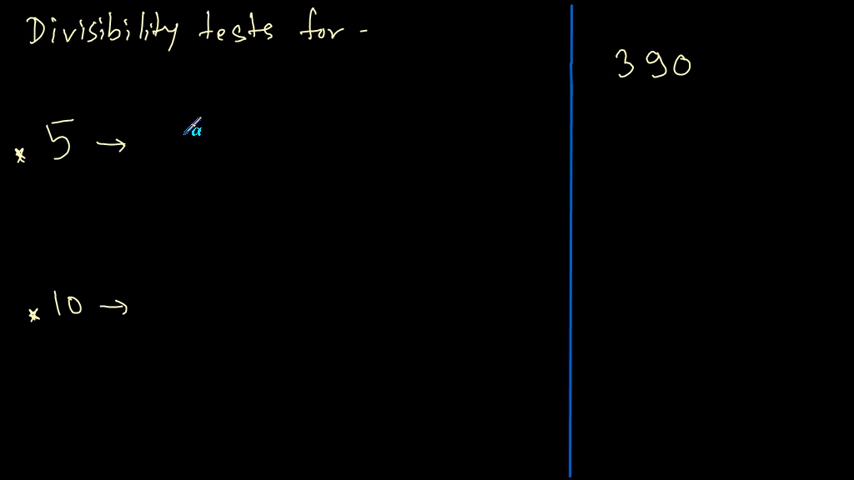 Divisibility tests for -
* 5 →
* 10 →
390